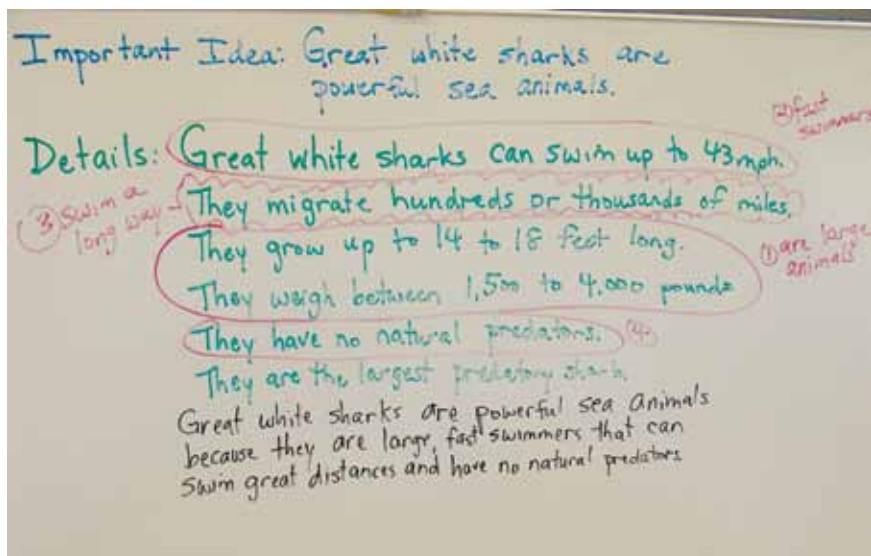 Important Idea: Great white sharks are
powerful sea animals.
② fast
swimmers
Details: Great white sharks can swim up to 43 mph.
③ swim a
long way
They migrate hundreds or thousands of miles.
They grow up to 14 to 18 feet long.
① are large
animals
They weigh between 1,500 to 4,000 pounds
They have no natural predators. ④
They are the largest predatory shark.
Great white sharks are powerful sea animals
because they are large, fast swimmers that can
swim great distances and have no natural predators